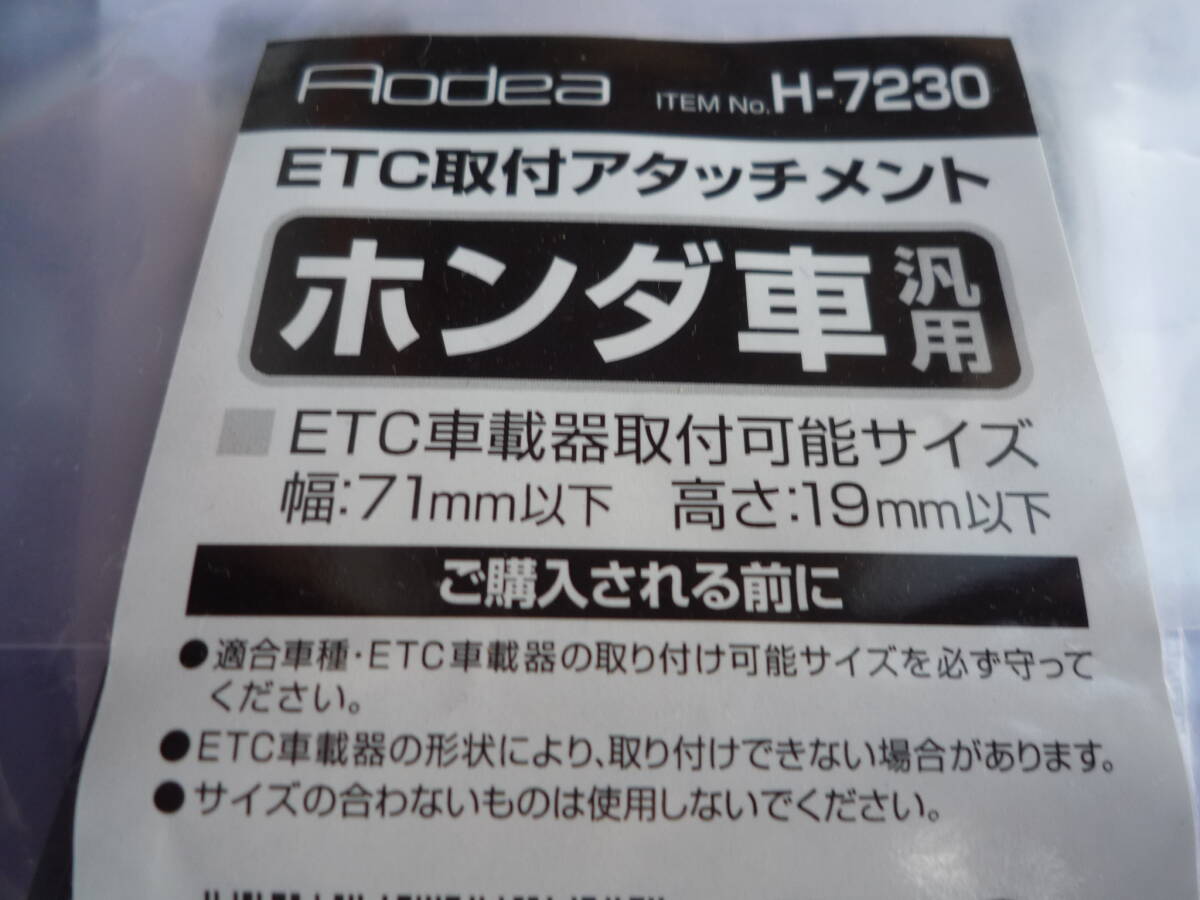 Aodea ITEM No.H-7230
ETC取付アタッチメント
ホンダ車 汎用
ETC車載器取付可能サイズ
幅:71mm以下 高さ:19mm以下
ご購入される前に
●適合車種・ETC車載器の取り付け可能サイズを必ず守って
ください。
●ETC車載器の形状により、取り付けできない場合があります。
●サイズの合わないものは使用しないでください。